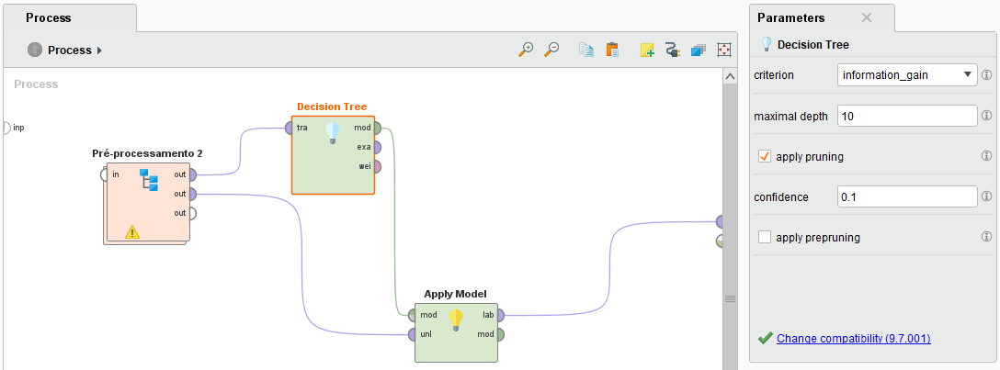 Process
Process
Process
inp
Pré-processamento 2
in
out
out
out
Decision Tree
tra
mod
exa
wei
Apply Model
mod
lab
unl
mod
Parameters
Decision Tree
criterion
information_gain
maximal depth
10
apply pruning
confidence
0.1
apply prepruning
Change compatibility (9.7.001)